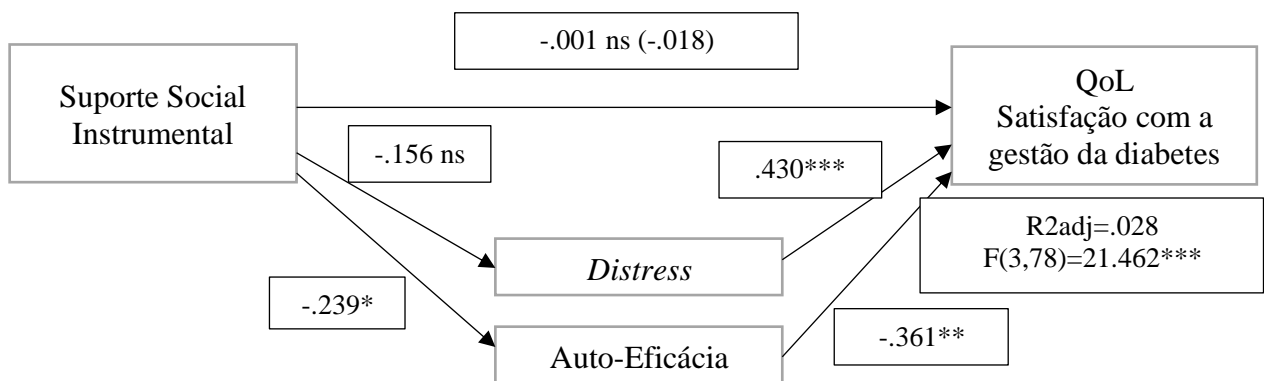 -.001 ns (-.018)
Suporte Social
Instrumental
QoL
Satisfação com a
gestão da diabetes
-.156 ns
.430***
R2adj=.028
F(3,78)=21.462***
Distress
-.239*
-.361**
Auto-Eficácia